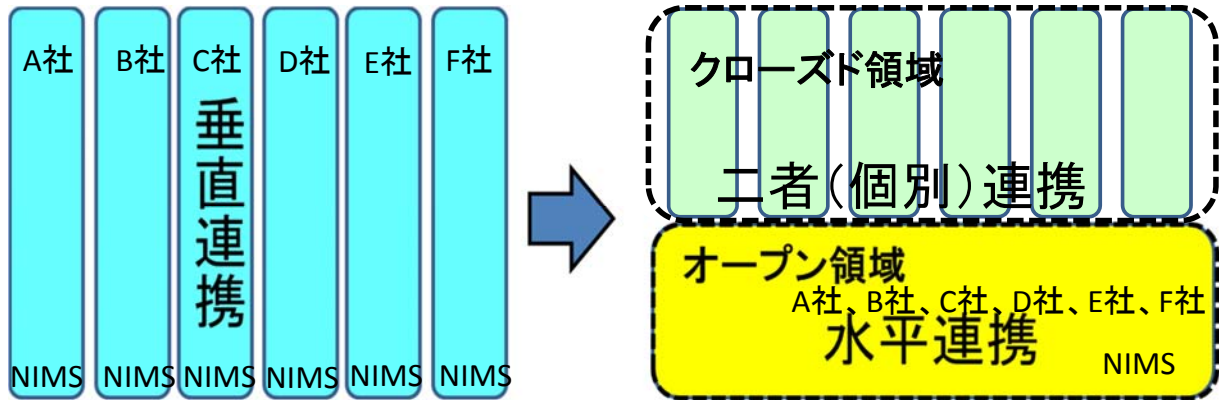 A社 B社 C社 D社 E社 F社
垂直連携
NIMS NIMS NIMS NIMS NIMS NIMS
クローズド領域
二者(個別)連携
オープン領域
A社、B社、C社、D社、E社、F社
水平連携
NIMS